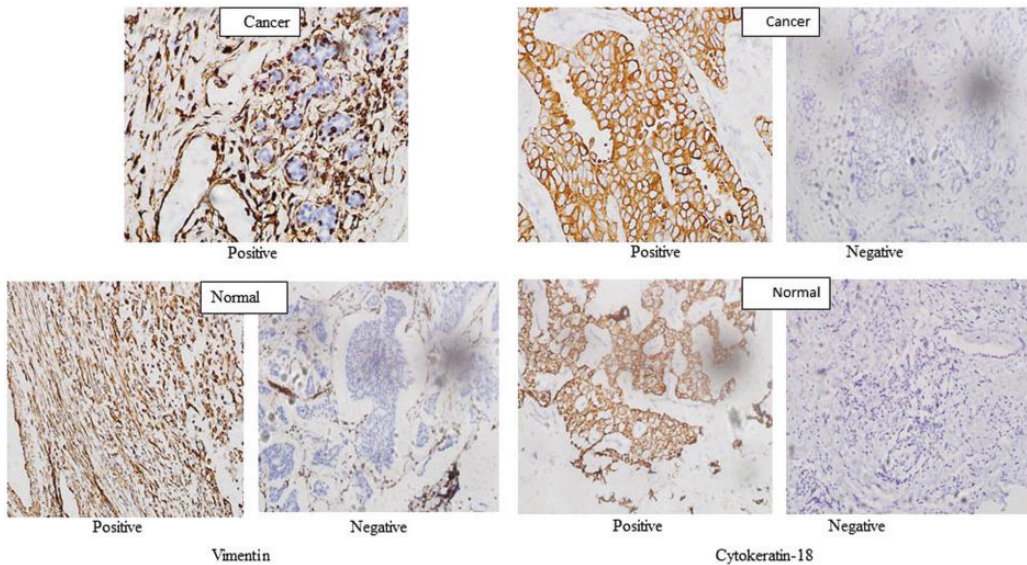 Cancer
Cancer
Positive
Positive
Negative
Normal
Normal
Positive
Negative
Positive
Negative
Vimentin
Cytokeratin-18